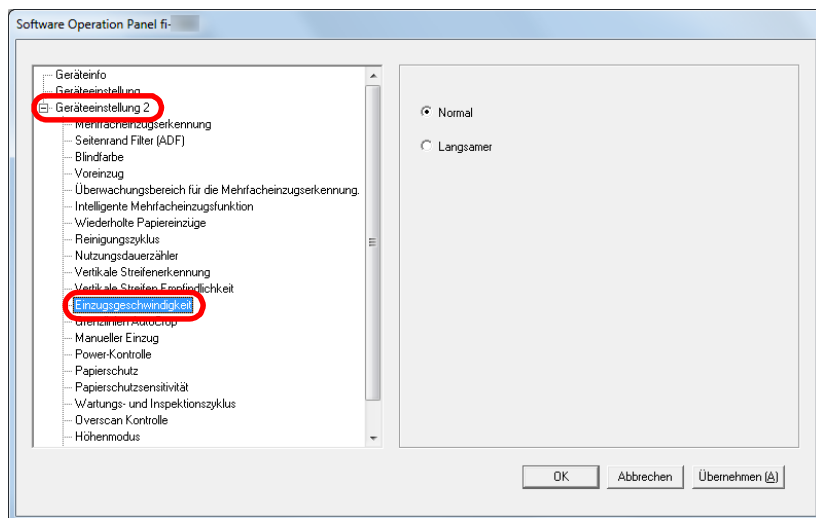 Software Operation Panel fi-
Geräteinfo
Geräteeinstellung
Geräteeinstellung 2
Mehrfacheinzugserkennung
Seitenrand Filter (ADF)
Blindfarbe
Voreinzug
Überwachungsbereich für die Mehrfacheinzugserkennung.
Intelligente Mehrfacheinzugsfunktion
Wiederholte Papiereinzüge
Reinigungszyklus
Nutzungsdauerzähler
Vertikale Streifenerkennung
Vertikale Streifen Empfindlichkeit
Einzugsgeschwindigkeit
Grenzlinien AutoCrop
Manueller Einzug
Power-Kontrolle
Papierschutz
Papierschutzsensitivität
Wartungs- und Inspektionszyklus
Overscan Kontrolle
Höhenmodus
Normal
Langsamer
OK
Abbrechen
Übernehmen (A)